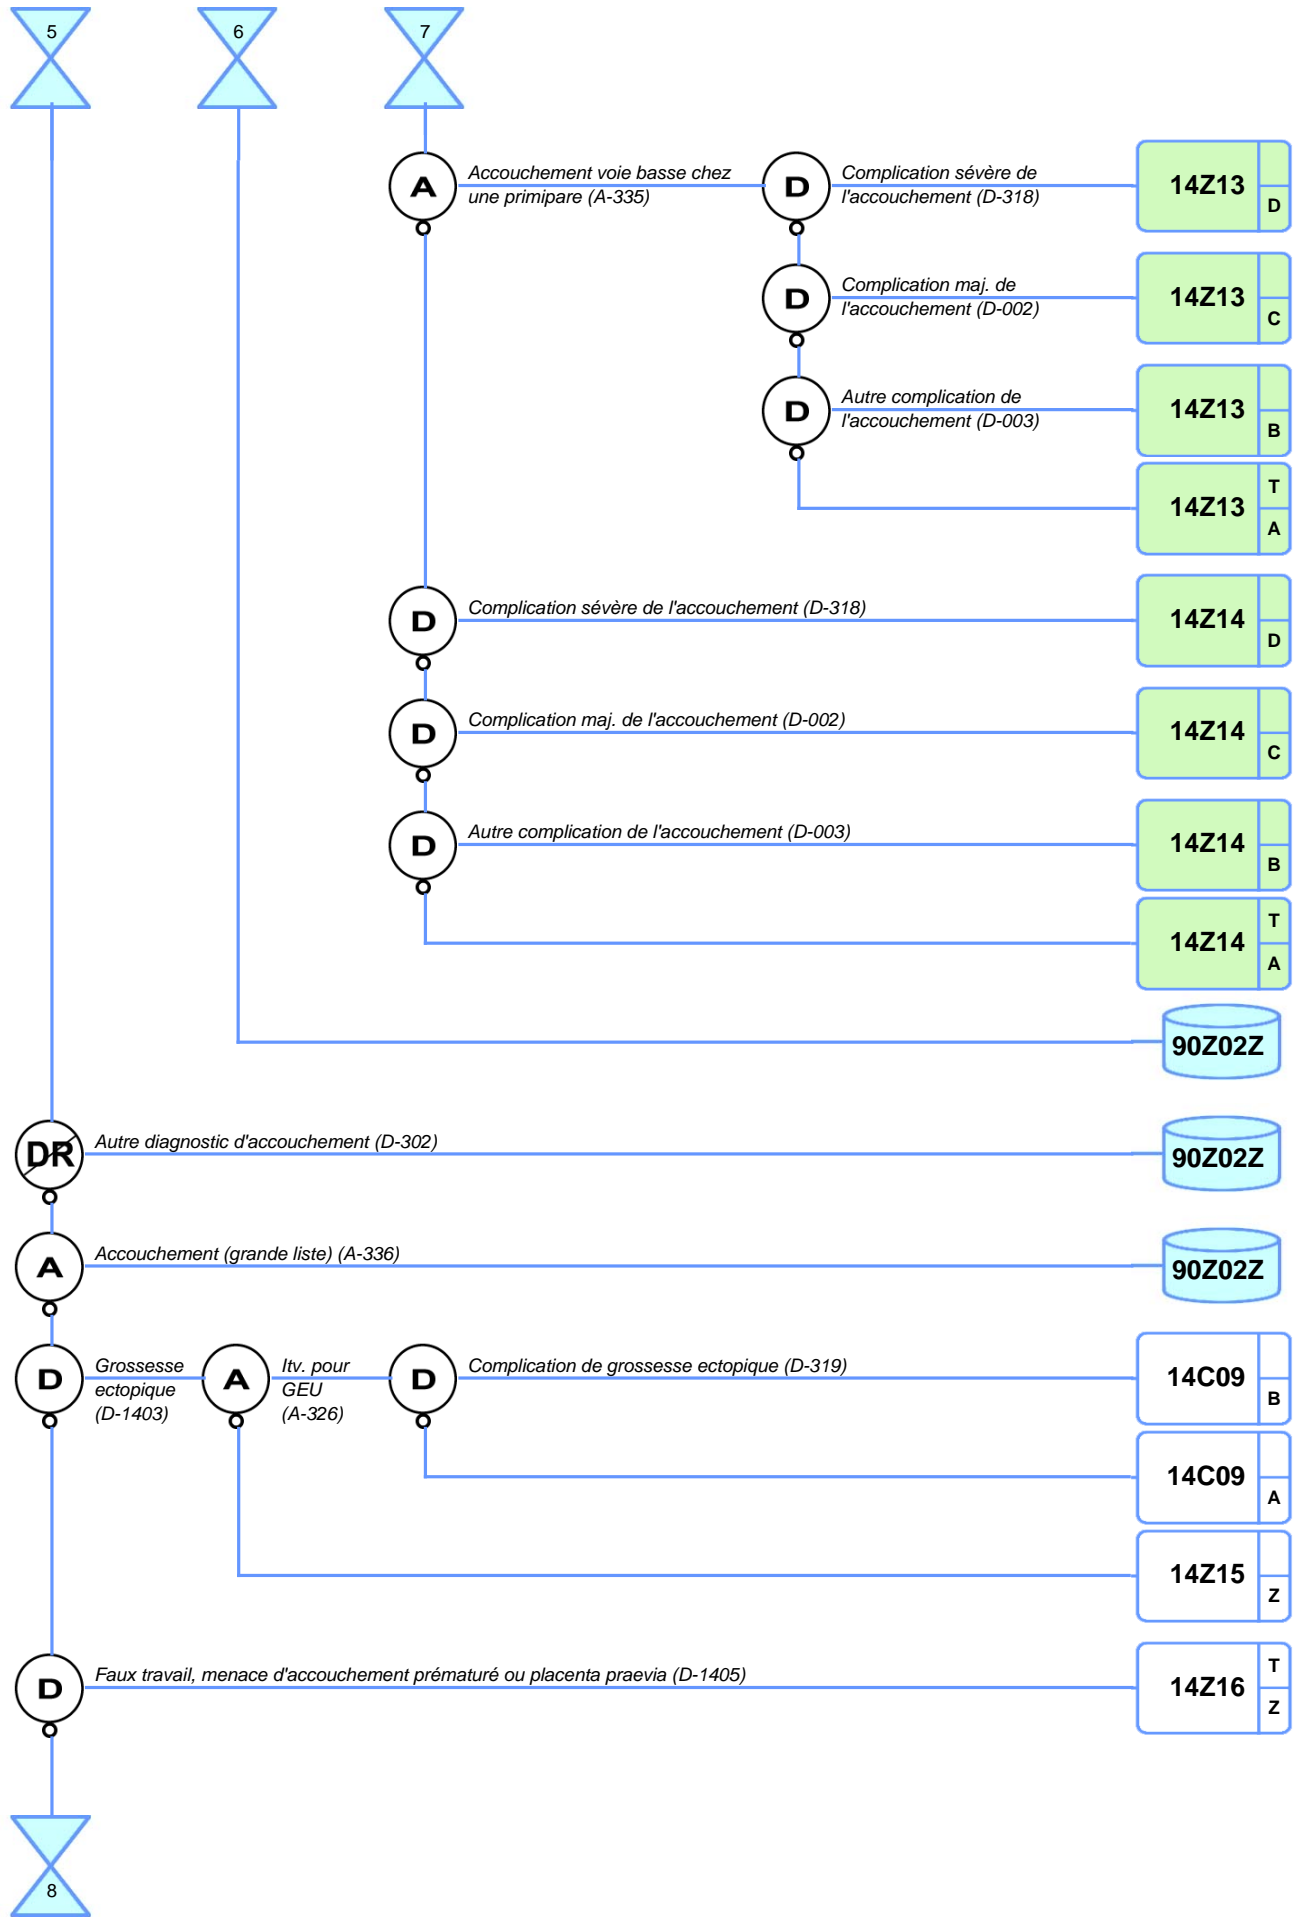 5
6
7
A
Accouchement voie basse chez
une primipare (A-335)
D
Complication sévère de
l'accouchement (D-318)
14Z13
D
D
Complication maj. de
l'accouchement (D-002)
14Z13
C
D
Autre complication de
l'accouchement (D-003)
14Z13
B
14Z13
T
A
D
Complication sévère de l'accouchement (D-318)
14Z14
D
D
Complication maj. de l'accouchement (D-002)
14Z14
C
D
Autre complication de l'accouchement (D-003)
14Z14
B
14Z14
T
A
90Z02Z
DR
Autre diagnostic d'accouchement (D-302)
90Z02Z
A
Accouchement (grande liste) (A-336)
90Z02Z
D
Grossesse
ectopique
(D-1403)
A
Itv. pour
GEU
(A-326)
D
Complication de grossesse ectopique (D-319)
14C09
B
14C09
A
14Z15
Z
D
Faux travail, menace d'accouchement prématuré ou placenta praevia (D-1405)
14Z16
T
Z
8